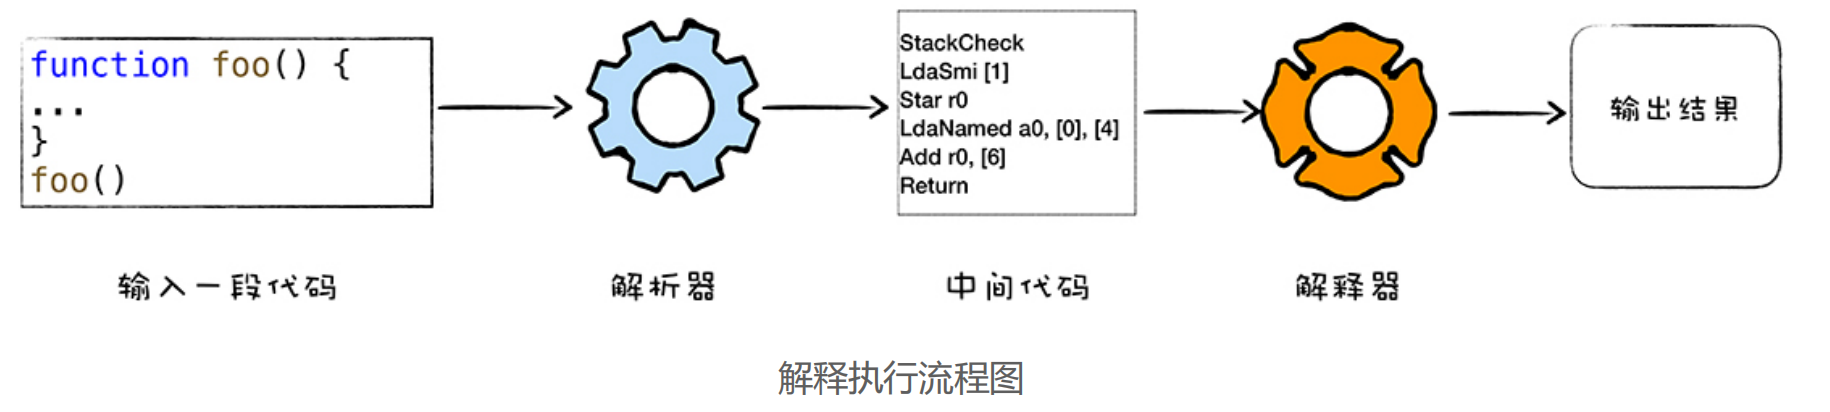 function foo() {
...
}
foo()
StackCheck
LdaSmi [1]
Star r0
LdaNamed a0, [0], [4]
Add r0, [6]
Return
输出结果
输入一段代码
解析器
中间代码
解释器
解释执行流程图